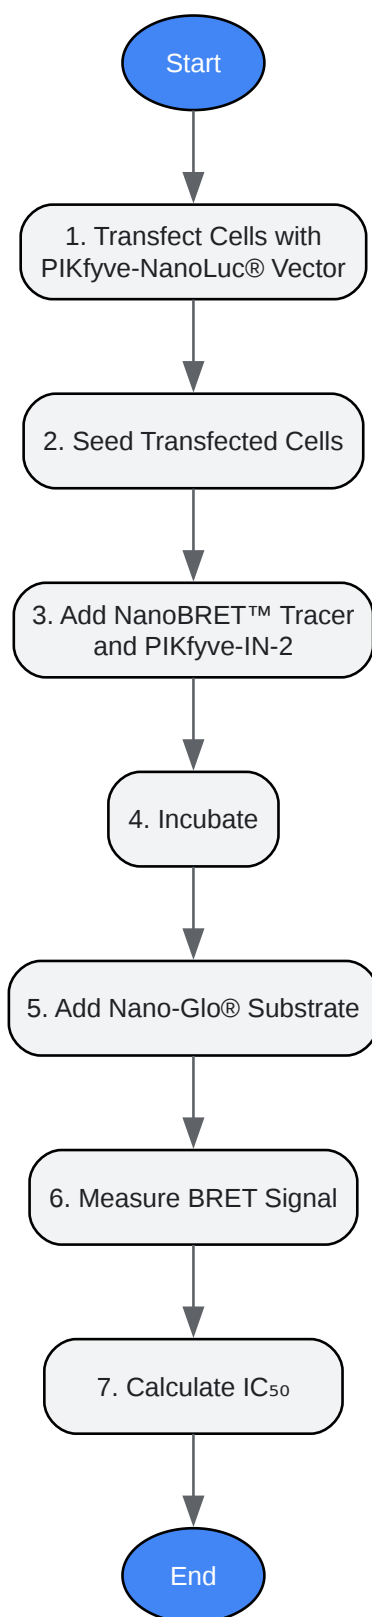 Start
1. Transfect Cells with
PIKfyve-NanoLuc® Vector
2. Seed Transfected Cells
3. Add NanoBRET™ Tracer
and PIKfyve-IN-2
4. Incubate
5. Add Nano-Glo® Substrate
6. Measure BRET Signal
7. Calculate IC₅₀
End